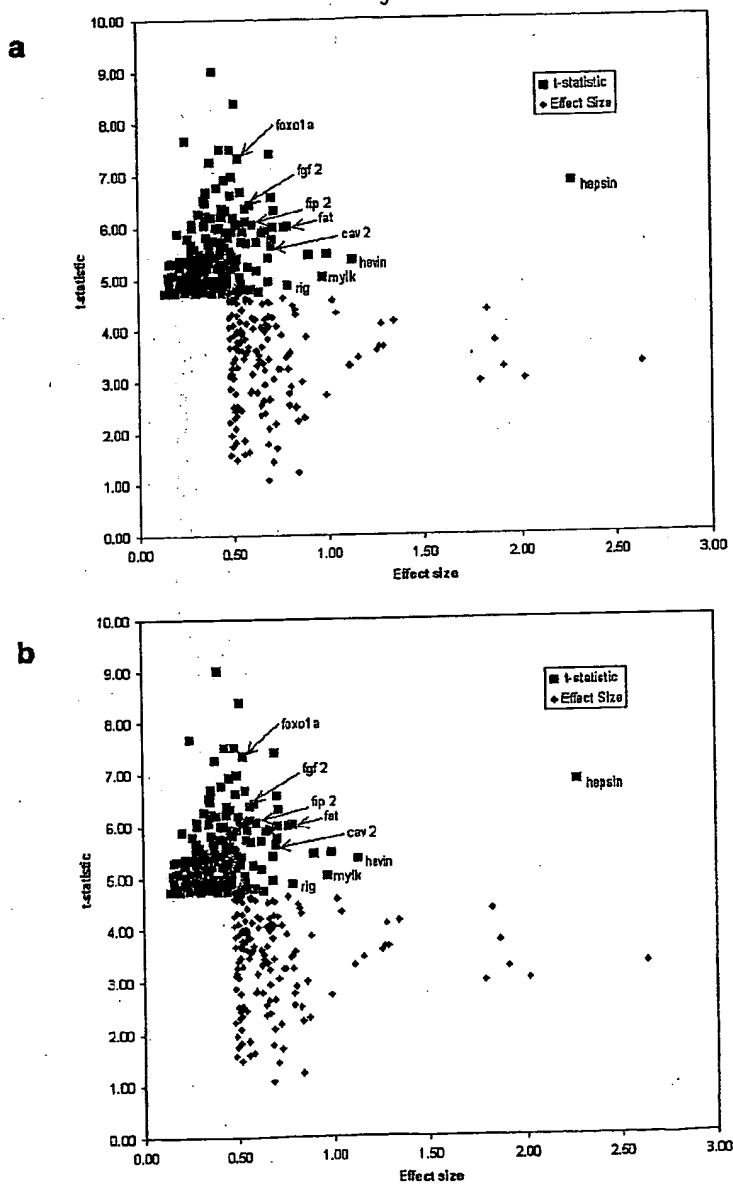 a
10.00
9.00
8.00
7.00
6.00
5.00
4.00
3.00
2.00
1.00
0.00
t-statistic
t-statistic
Effect Size
foxo1a
fgf 2
fip 2
fat
cav 2
hepsin
hevin
mylk
rig
0.00 0.50 1.00 1.50 2.00 2.50 3.00
Effect size
b
10.00
9.00
8.00
7.00
6.00
5.00
4.00
3.00
2.00
1.00
0.00
t-statistic
t-statistic
Effect Size
foxo1a
fgf 2
fip 2
fat
cav 2
hepsin
hevin
mylk
rig
0.00 0.50 1.00 1.50 2.00 2.50 3.00
Effect size